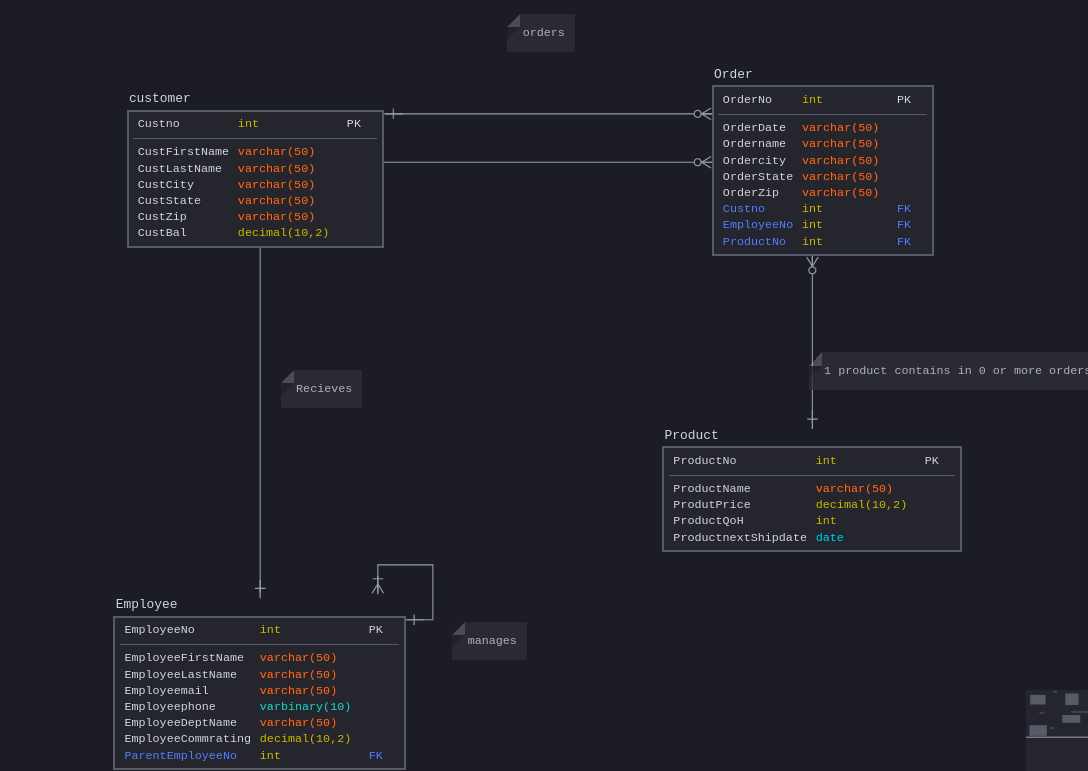 orders
customer
Custno int PK
CustFirstName varchar(50)
CustLastName varchar(50)
CustCity varchar(50)
CustState varchar(50)
CustZip varchar(50)
CustBal decimal(10,2)
Order
OrderNo int PK
OrderDate varchar(50)
Ordername varchar(50)
Ordercity varchar(50)
OrderState varchar(50)
OrderZip varchar(50)
Custno int FK
EmployeeNo int FK
ProductNo int FK
Recieves
1 product contains in 0 or more orders
Product
ProductNo int PK
ProductName varchar(50)
ProdutPrice decimal(10,2)
ProductQoH int
ProductnextShipdate date
Employee
EmployeeNo int PK
EmployeeFirstName varchar(50)
EmployeeLastName varchar(50)
Employeemail varchar(50)
Employeephone varbinary(10)
EmployeeDeptName varchar(50)
EmployeeCommrating decimal(10,2)
ParentEmployeeNo int FK
manages